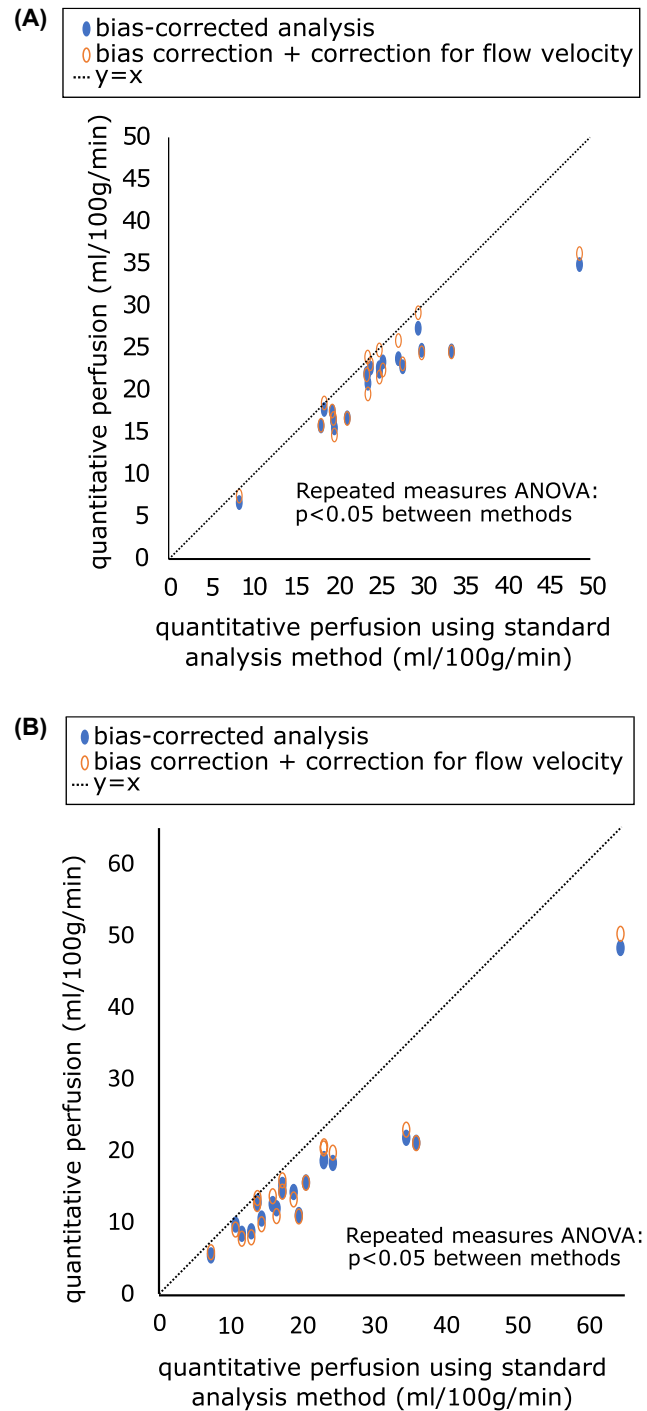 (A)
bias-corrected analysis
bias correction + correction for flow velocity
y=x
quantitative perfusion (ml/100g/min)
50
45
40
35
30
25
20
15
10
5
0
Repeated measures ANOVA:
p<0.05 between methods
0 5 10 15 20 25 30 35 40 45 50
quantitative perfusion using standard
analysis method (ml/100g/min)
(B)
bias-corrected analysis
bias correction + correction for flow velocity
y=x
quantitative perfusion (ml/100g/min)
60
50
40
30
20
10
0
Repeated measures ANOVA:
p<0.05 between methods
0 10 20 30 40 50 60
quantitative perfusion using standard
analysis method (ml/100g/min)